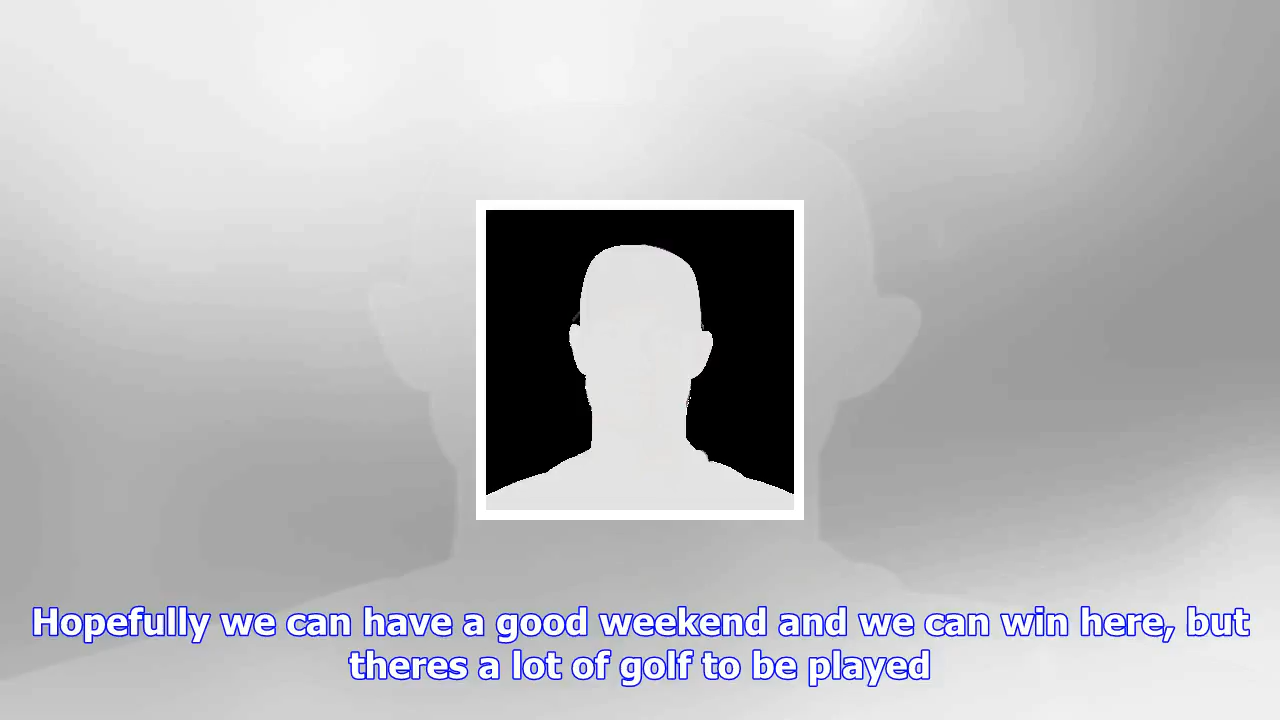 Hopefully we can have a good weekend and we can win here, but
theres a lot of golf to be played